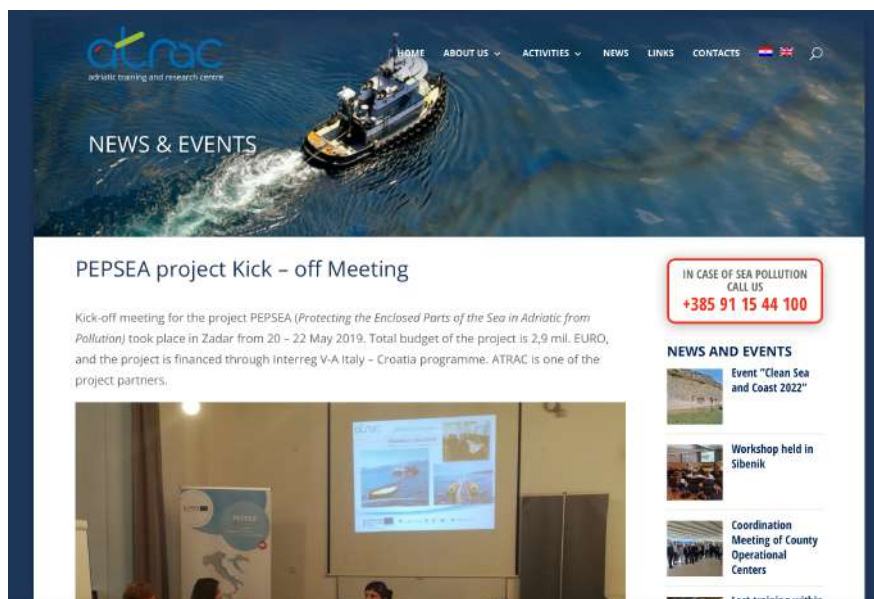 atrac
adriatic training and research centre
HOME ABOUT US ACTIVITIES NEWS LINKS CONTACTS
NEWS & EVENTS
PEPSEA project Kick – off Meeting
Kick-off meeting for the project PEPSEA (Protecting the Enclosed Parts of the Sea in Adriatic from
Pollution) took place in Zadar from 20 – 22 May 2019. Total budget of the project is 2,9 mil. EURO,
and the project is financed through Interreg V-A Italy – Croatia programme. ATRAC is one of the
project partners.
atrac
PEPSEA
IN CASE OF SEA POLLUTION
CALL US
+385 91 15 44 100
NEWS AND EVENTS
Event "Clean Sea
and Coast 2022"
Workshop held in
Sibenik
Coordination
Meeting of County
Operational
Centers
Last training within